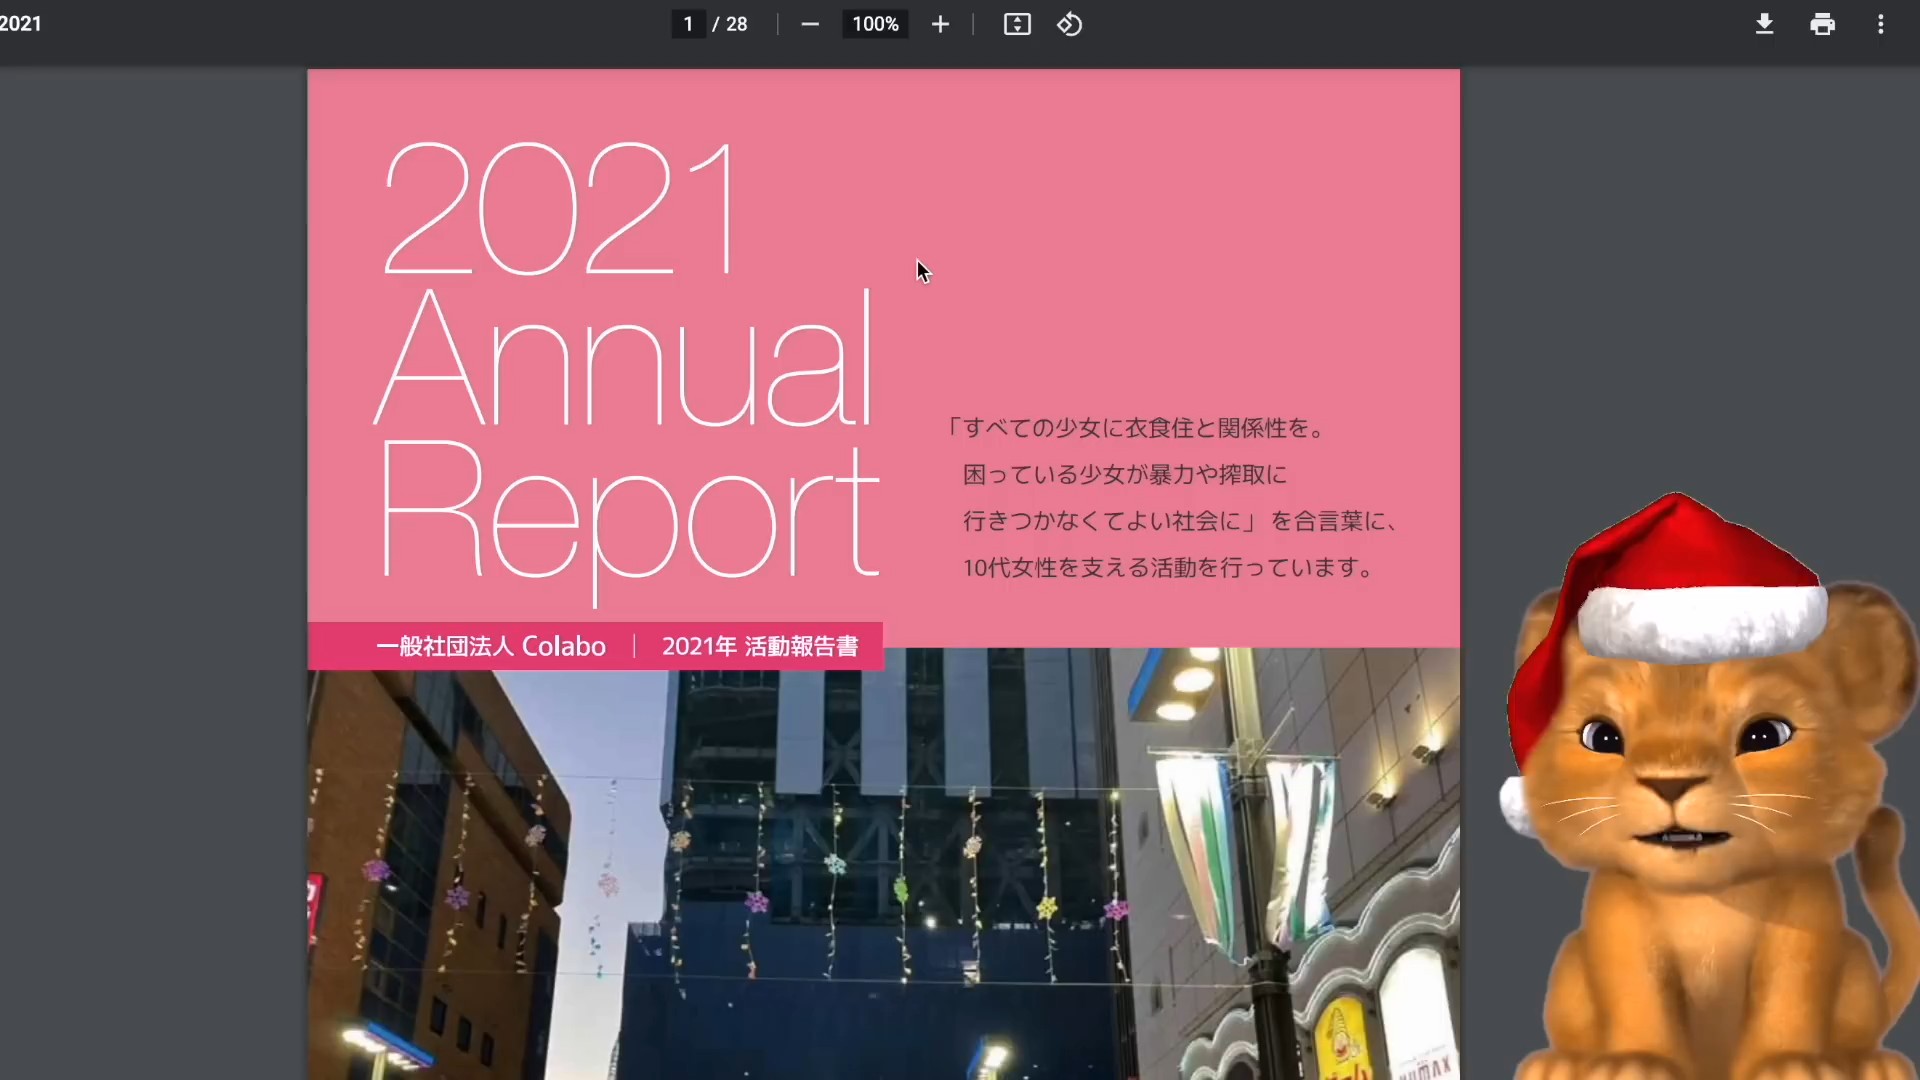 2021
1 / 28
100%
2021
Annual
Report
「すべての少女に衣食住と関係性を。
困っている少女が暴力や搾取に
行きつかなくてよい社会に」を合言葉に、
10代女性を支える活動を行っています。
一般社団法人 Colabo | 2021年 活動報告書